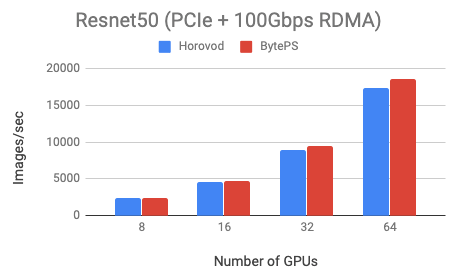 Resnet50 (PCIe + 100Gbps RDMA)
Horovod BytePS
20000
15000
10000
5000
0
Images/sec
8 16 32 64
Number of GPUs